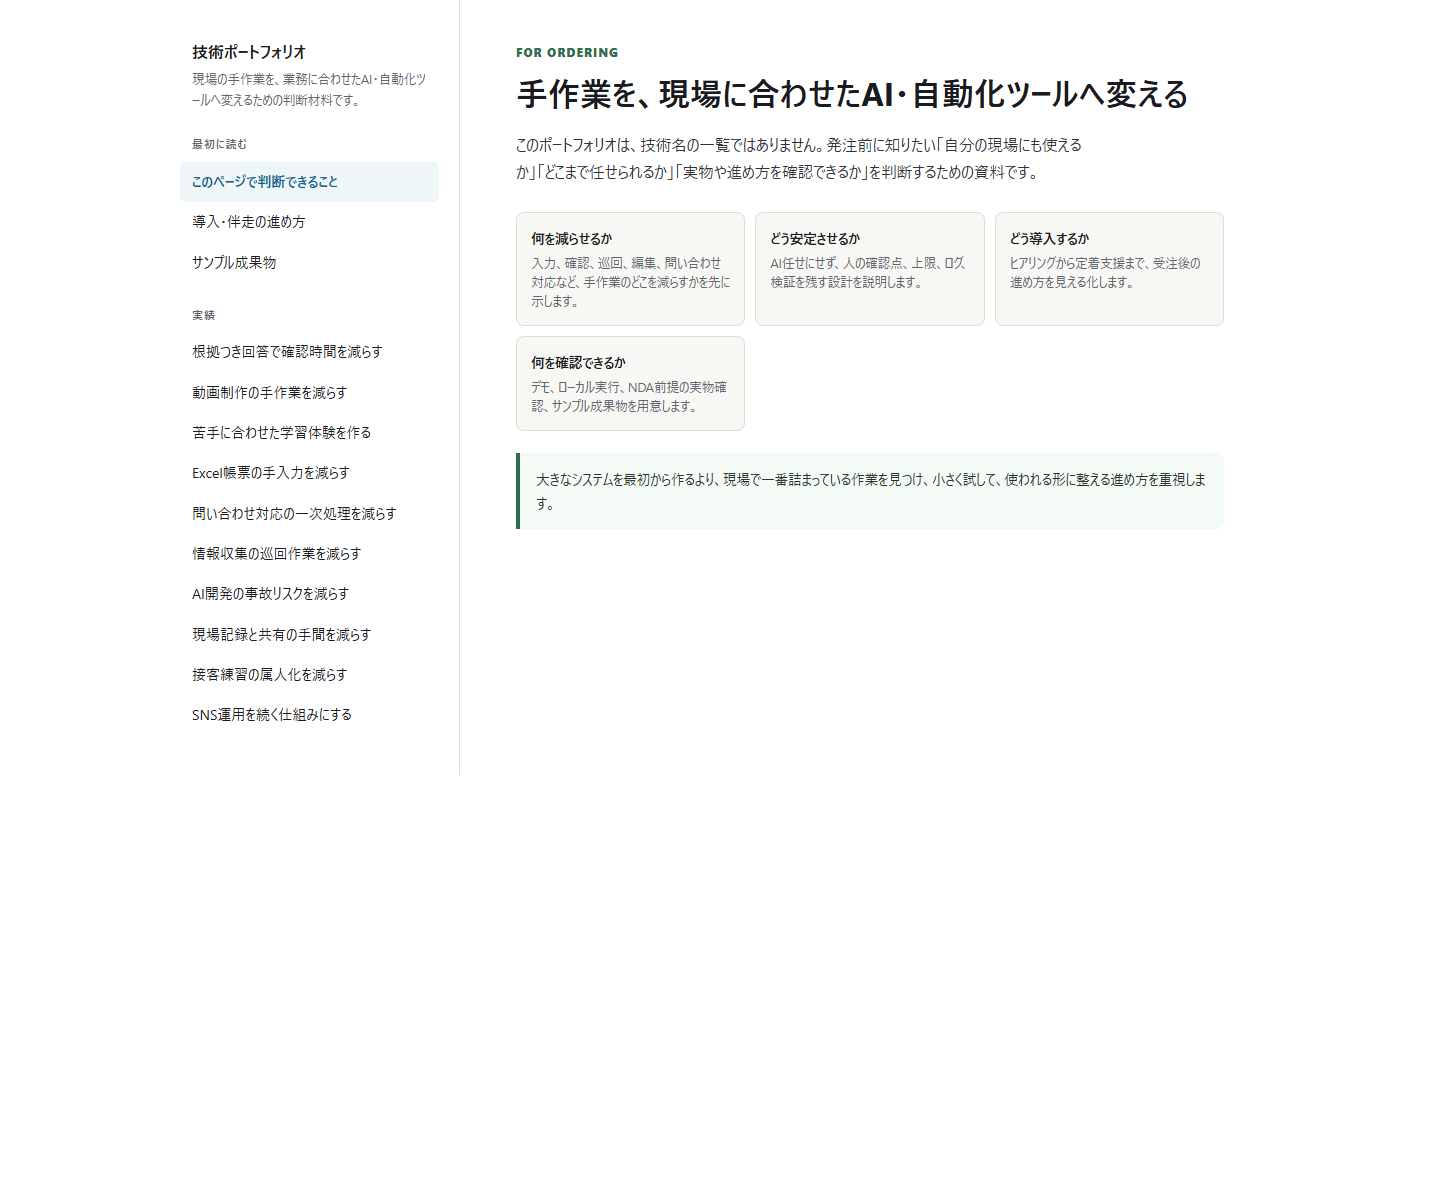 技術ポートフォリオ
現場の手作業を、業務に合わせたAI・自動化ツ
ールへ変えるための判断材料です。
最初に読む
このページで判断できること
導入・伴走の進め方
サンプル成果物
実績
根拠つき回答で確認時間を減らす
動画制作の手作業を減らす
苦手に合わせた学習体験を作る
Excel帳票の手入力を減らす
問い合わせ対応の一次処理を減らす
情報収集の巡回作業を減らす
AI開発の事故リスクを減らす
現場記録と共有の手間を減らす
接客練習の属人化を減らす
SNS運用を続く仕組みにする
FOR ORDERING
手作業を、現場に合わせたAI・自動化ツールへ変える
このポートフォリオは、技術名の一覧ではありません。発注前に知りたい「自分の現場にも使える
か」「どこまで任せられるか」「実物や進め方を確認できるか」を判断するための資料です。
何を減らせるか
入力、確認、巡回、編集、問い合わせ
対応など、手作業のどこを減らすかを先に
示します。
どう安定させるか
AI任せにせず、人の確認点、上限、ログ、
検証を残す設計を説明します。
どう導入するか
ヒアリングから定着支援まで、受注後の
進め方を見える化します。
何を確認できるか
デモ、ローカル実行、NDA前提の実物確
認、サンプル成果物を用意します。
大きなシステムを最初から作るより、現場で一番詰まっている作業を見つけ、小さく試して、使われる形に整える進め方を重視しま
す。